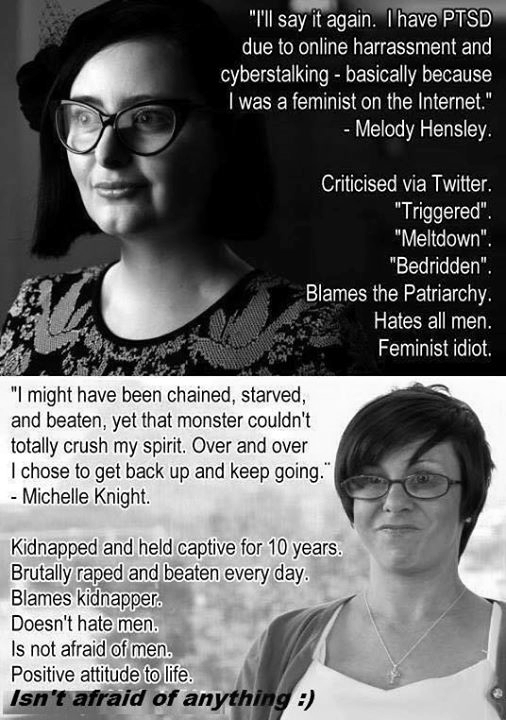 "I'll say it again.  I have PTSD
due to online harrassment and
cyberstalking - basically because
I was a feminist on the Internet."
- Melody Hensley.
Criticised via Twitter.
"Triggered".
"Meltdown".
"Bedridden".
Blames the Patriarchy.
Hates all men.
Feminist idiot.
"I might have been chained, starved,
and beaten, yet that monster couldn't
totally crush my spirit. Over and over
I chose to get back up and keep going."
- Michelle Knight.
Kidnapped and held captive for 10 years.
Brutally raped and beaten every day.
Blames kidnapper.
Doesn't hate men.
Is not afraid of men.
Positive attitude to life.
Isn't afraid of anything :)